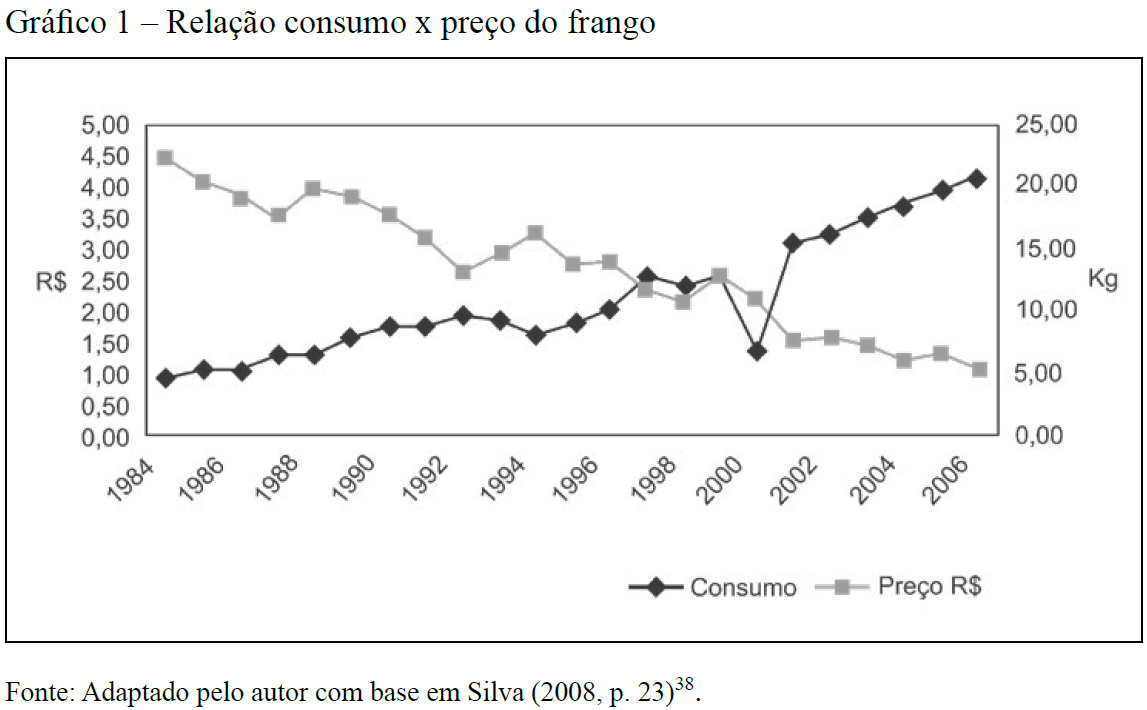 Gráfico 1 – Relação consumo x preço do frango
5,00
4,50
4,00
3,50
3,00
2,50
2,00
1,50
1,00
0,50
0,00
R$
25,00
20,00
15,00
10,00
5,00
0,00
Kg
1984 1986 1988 1990 1992 1994 1996 1998 2000 2002 2004 2006
Consumo Preço R$
Fonte: Adaptado pelo autor com base em Silva (2008, p. 23)38.